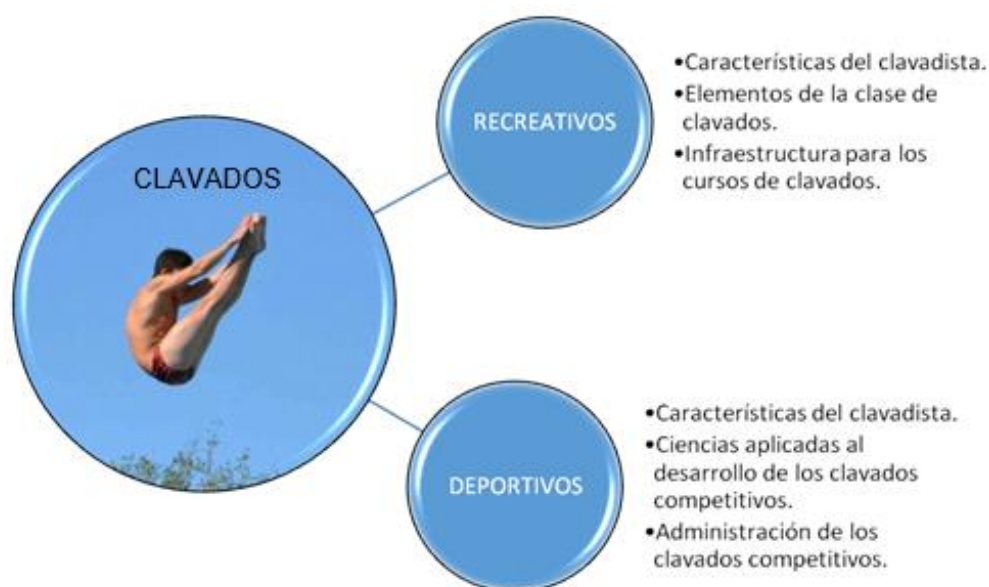 CLAVADOS
RECREATIVOS
•Características del clavadista.
•Elementos de la clase de
clavados.
•Infraestructura para los
cursos de clavados.
DEPORTIVOS
•Características del clavadista.
•Ciencias aplicadas al
desarrollo de los clavados
competitivos.
•Administración de los
clavados competitivos.